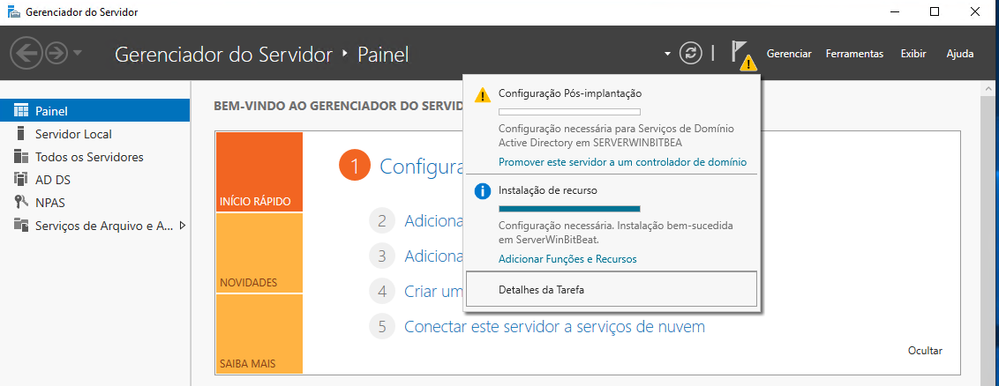 Gerenciador do Servidor
Gerenciador do Servidor ‣ Painel
Gerenciar Ferramentas Exibir Ajuda
Painel
Servidor Local
Todos os Servidores
AD DS
NPAS
Serviços de Arquivo e A...
BEM-VINDO AO GERENCIADOR DO SERVID
INÍCIO RÁPIDO
NOVIDADES
SAIBA MAIS
1 Configura
2 Adiciona
3 Adiciona
4 Criar um
5 Conectar este servidor a serviços de nuvem
Ocultar
Configuração Pós-implantação
Configuração necessária para Serviços de Domínio
Active Directory em SERVERWINBITBEA
Promover este servidor a um controlador de domínio
Instalação de recurso
Configuração necessária. Instalação bem-sucedida
em ServerWinBitBeat.
Adicionar Funções e Recursos
Detalhes da Tarefa